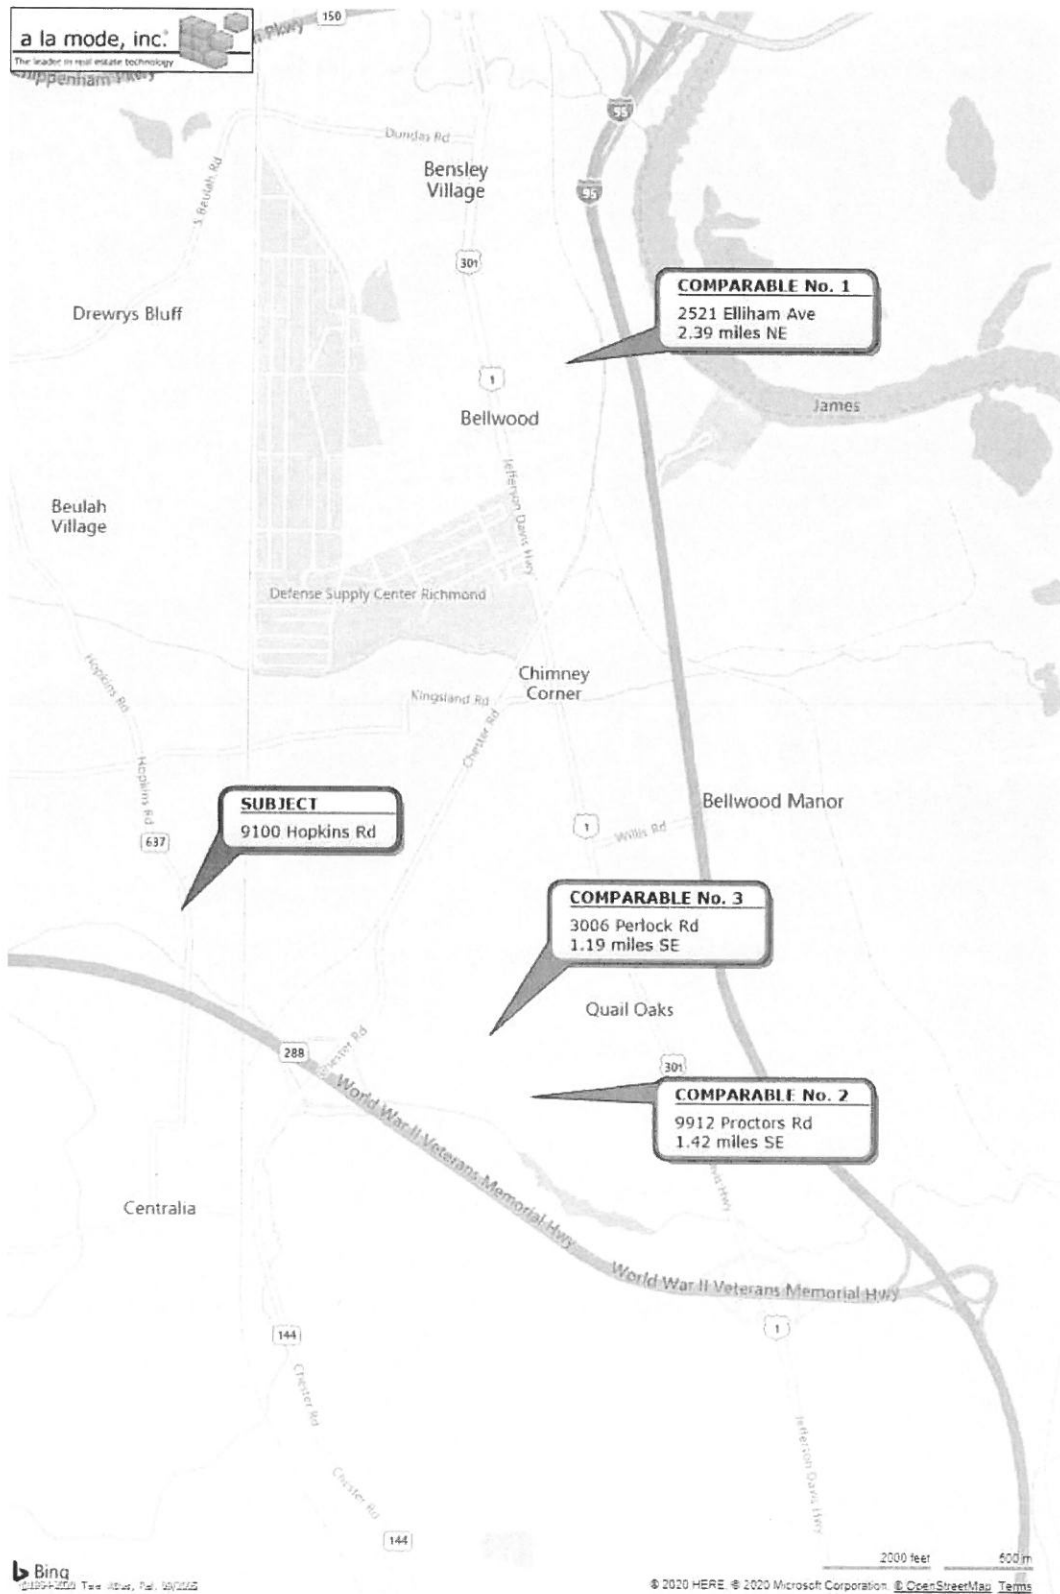 150
a la mode, inc.
The leader in real estate technology
Pkwy
Chippenham Pkwy
95
Dundas Rd
Bensley
Village
S Beulah Rd
95
301
COMPARABLE No. 1
2521 Elliham Ave
2.39 miles NE
Drewrys Bluff
1
James
Bellwood
Jefferson Davis Hwy
Beulah
Village
Defense Supply Center Richmond
Hopkins Rd
Chimney
Corner
Kingsland Rd
Chester Rd
Hopkins Rd
SUBJECT
9100 Hopkins Rd
Bellwood Manor
1
Willis Rd
637
COMPARABLE No. 3
3006 Perlock Rd
1.19 miles SE
Quail Oaks
288
Chester Rd
301
World War II Veterans Memorial Hwy
COMPARABLE No. 2
9912 Proctors Rd
1.42 miles SE
Davis Hwy
Centralia
World War II Veterans Memorial Hwy
144
1
Chester Rd
Jefferson Davis Hwy
Chester Rd
144
2000 feet 600 m
Bing
© 2020 HERE, © 2020 Microsoft Corporation, © OpenStreetMap Terms